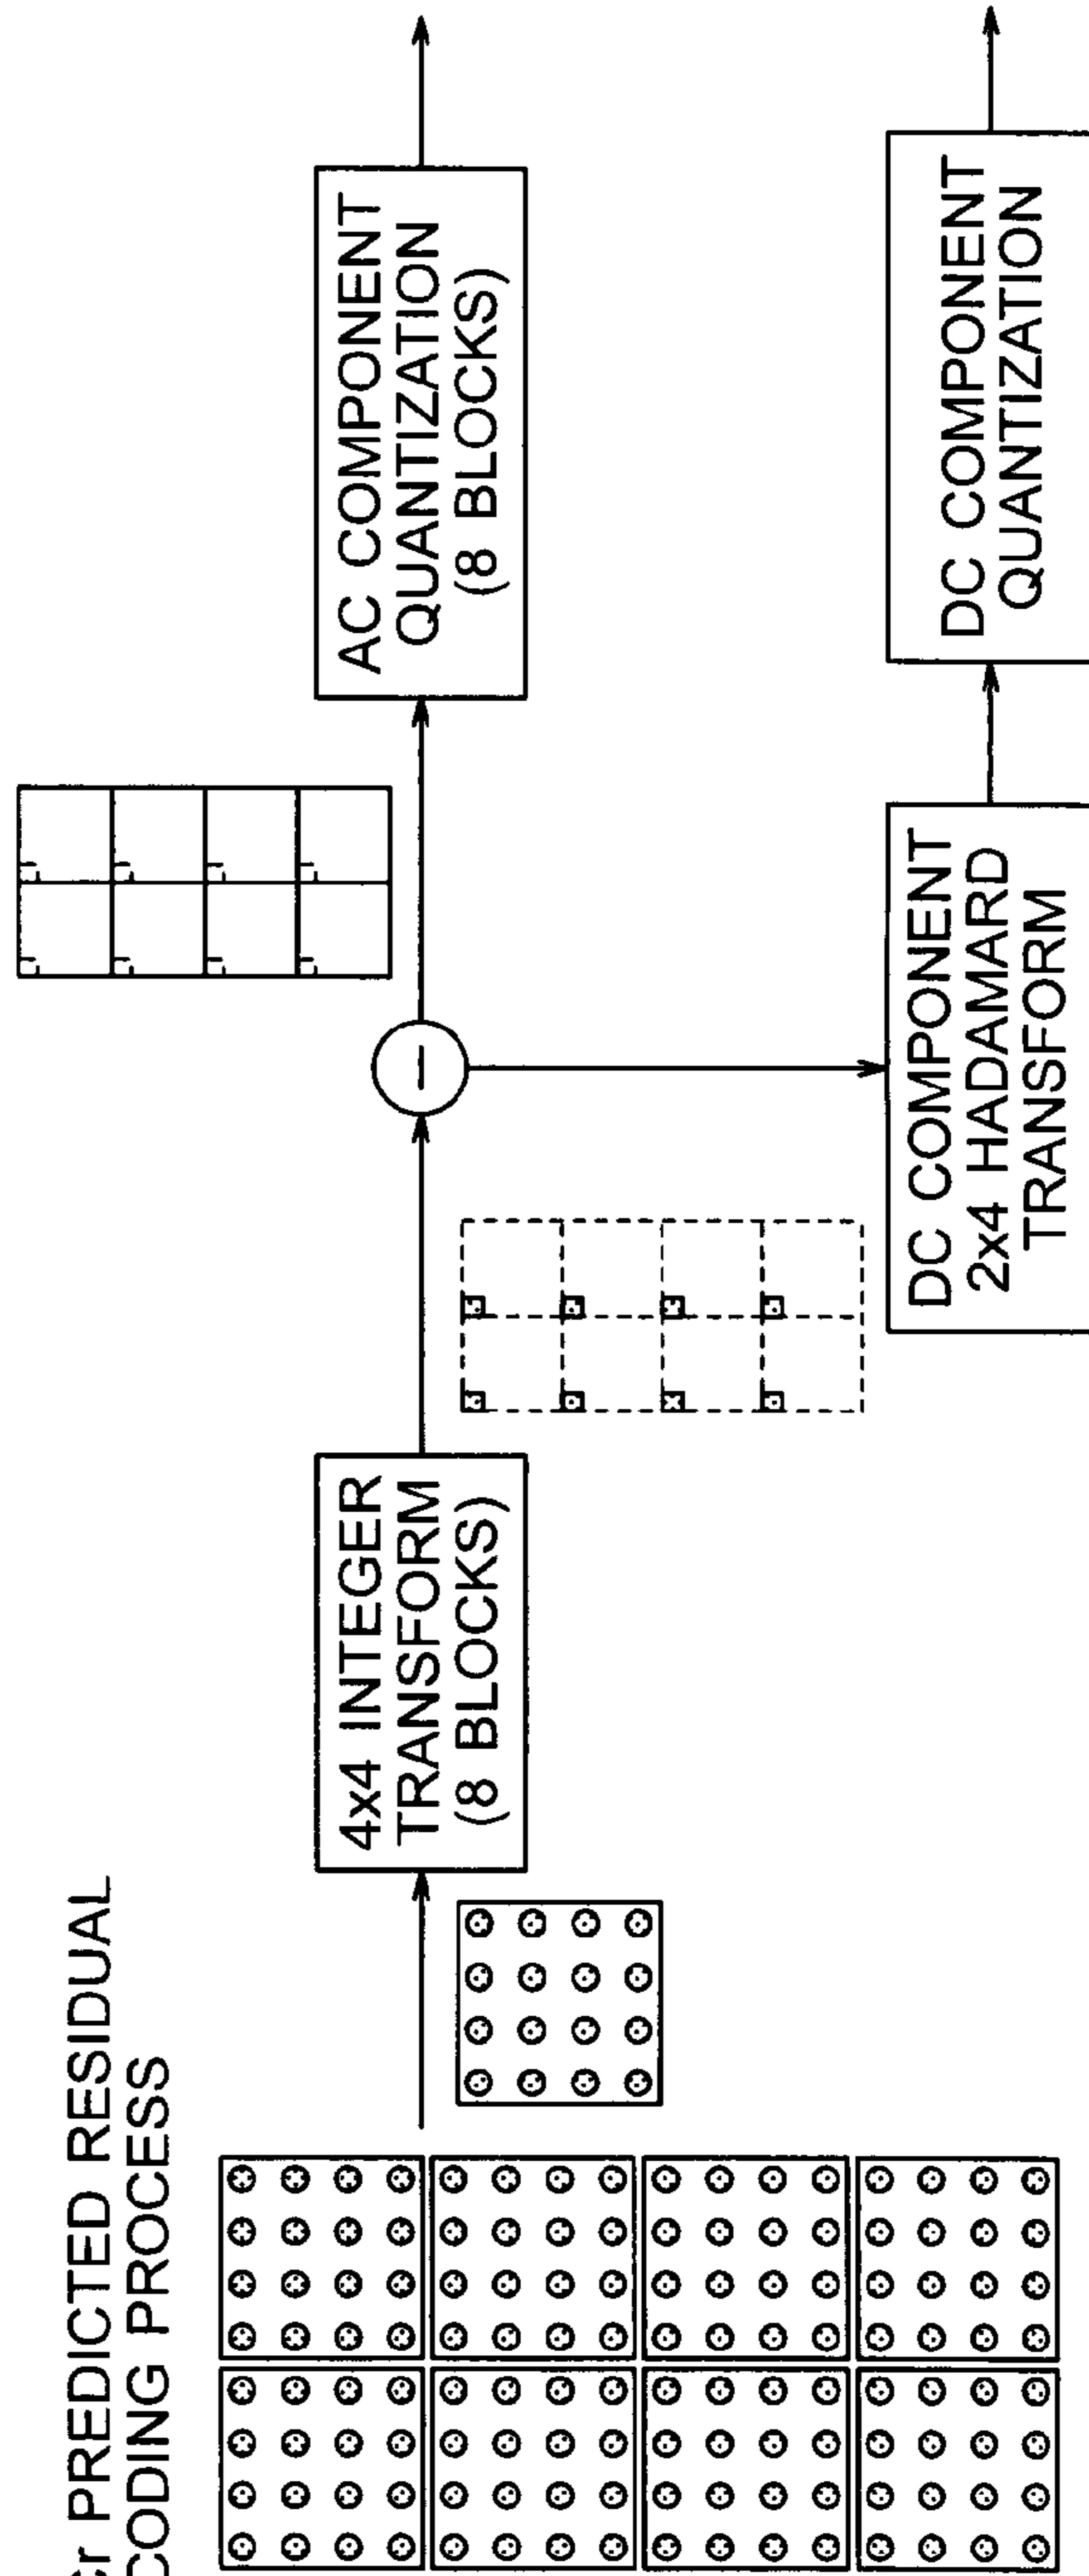 Cr PREDICTED RESIDUAL
CODING PROCESS
4x4 INTEGER
TRANSFORM
(8 BLOCKS)
AC COMPONENT
QUANTIZATION
(8 BLOCKS)
DC COMPONENT
2x4 HADAMARD
TRANSFORM
DC COMPONENT
QUANTIZATION